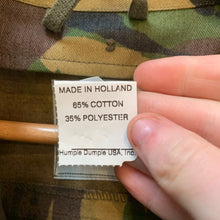 MADE IN HOLLAND
65% COTTON
35% POLYESTER
Humple Dumple USA, Inc.